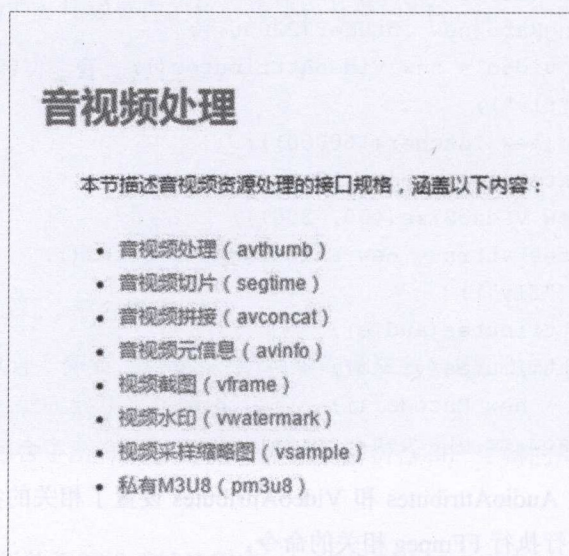 音视频处理
本节描述音视频资源处理的接口规格，涵盖以下内容：
• 音视频处理（avthumb）
• 音视频切片（segtime）
• 音视频拼接（avconcat）
• 音视频元信息（avinfo）
• 视频截图（vframe）
• 视频水印（vwatermark）
• 视频采样缩略图（vsample）
• 私有M3U8（pm3u8）